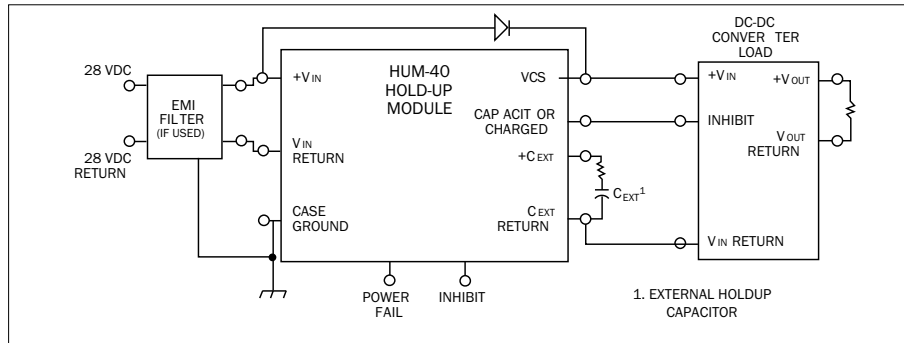 DC-DC
CONVER TER
LOAD
28 VDC
EMI
FILTER
(IF USED)
28 VDC
RETURN
+VIN
HUM-40
HOLD-UP
MODULE
VCS
CAP ACIT OR
CHARGED
VIN
RETURN
+CEXT
CEXT¹
CASE
GROUND
CEXT
RETURN
POWER
FAIL
INHIBIT
+VIN
+VOUT
INHIBIT
VOUT
RETURN
VIN RETURN
1. EXTERNAL HOLDUP
CAPACITOR